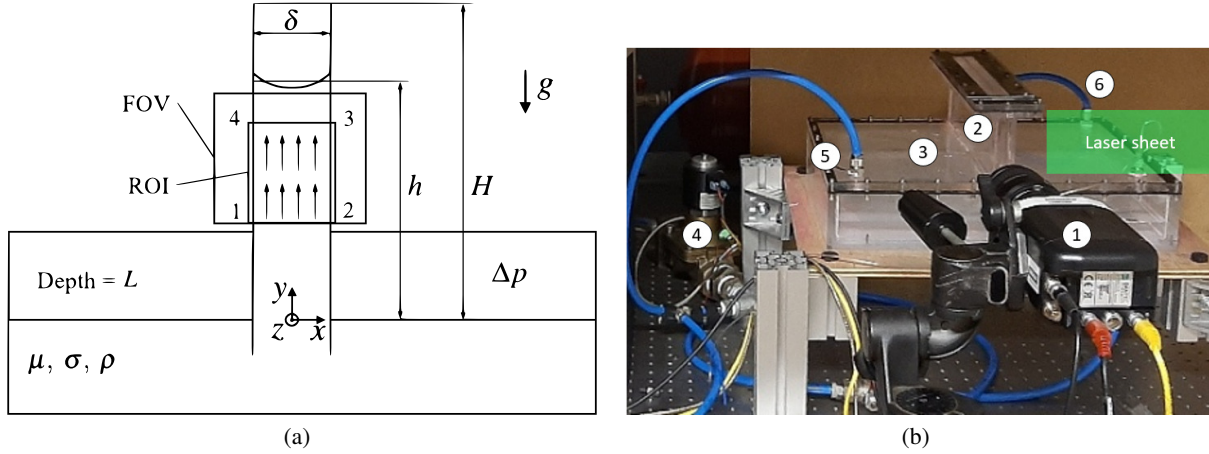 δ
H
g
FOV
4
3
ROI
h
1
2
Depth = L
Δp
y
z
x
μ, σ, ρ
(a)
6
2
Laser sheet
3
5
4
1
(b)